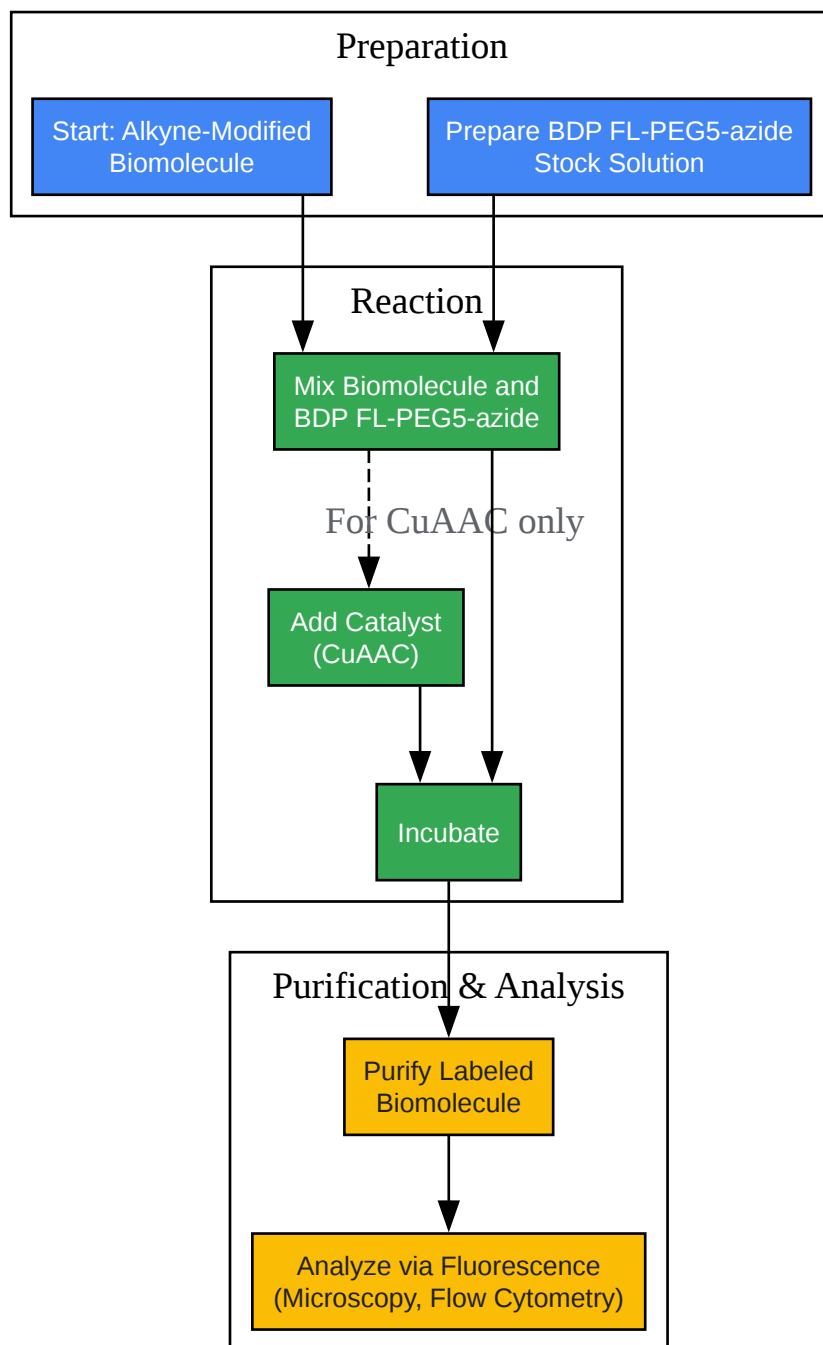 Preparation
Start: Alkyne-Modified
Biomolecule
Prepare BDP FL-PEG5-azide
Stock Solution
Reaction
Mix Biomolecule and
BDP FL-PEG5-azide
For CuAAC only
Add Catalyst
(CuAAC)
Incubate
Purification & Analysis
Purify Labeled
Biomolecule
Analyze via Fluorescence
(Microscopy, Flow Cytometry)